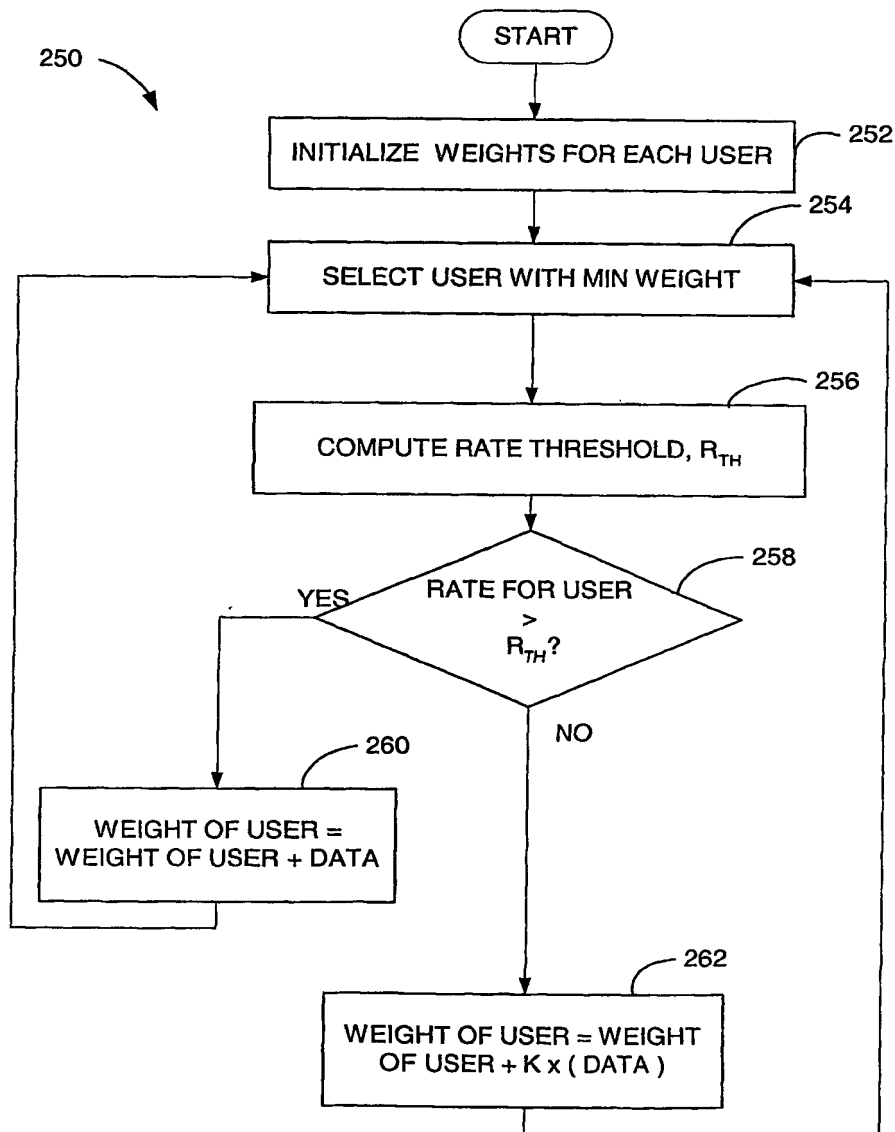 START
250
INITIALIZE WEIGHTS FOR EACH USER
252
254
SELECT USER WITH MIN WEIGHT
256
COMPUTE RATE THRESHOLD, R_TH
258
YES
RATE FOR USER
>
R_TH?
NO
260
WEIGHT OF USER =
WEIGHT OF USER + DATA
262
WEIGHT OF USER = WEIGHT
OF USER + K x ( DATA )